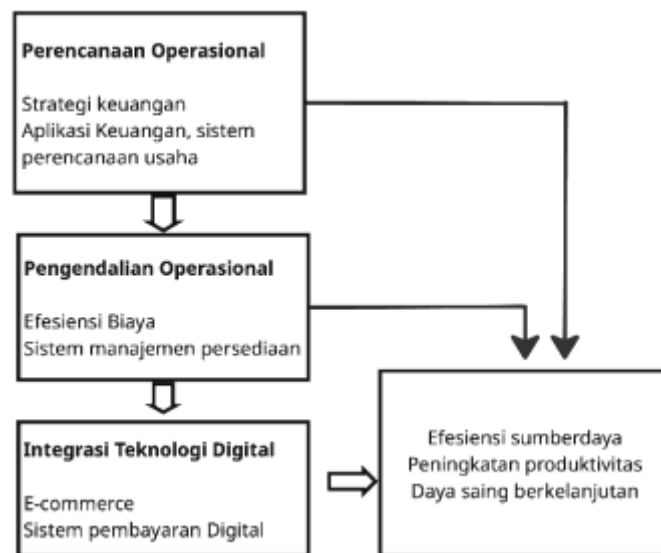 Perencanaan Operasional
Strategi keuangan
Aplikasi Keuangan, sistem
perencanaan usaha
Pengendalian Operasional
Efesiensi Biaya
Sistem manajemen persediaan
Integrasi Teknologi Digital
E-commerce
Sistem pembayaran Digital
Efesiensi sumberdaya
Peningkatan produktivitas
Daya saing berkelanjutan